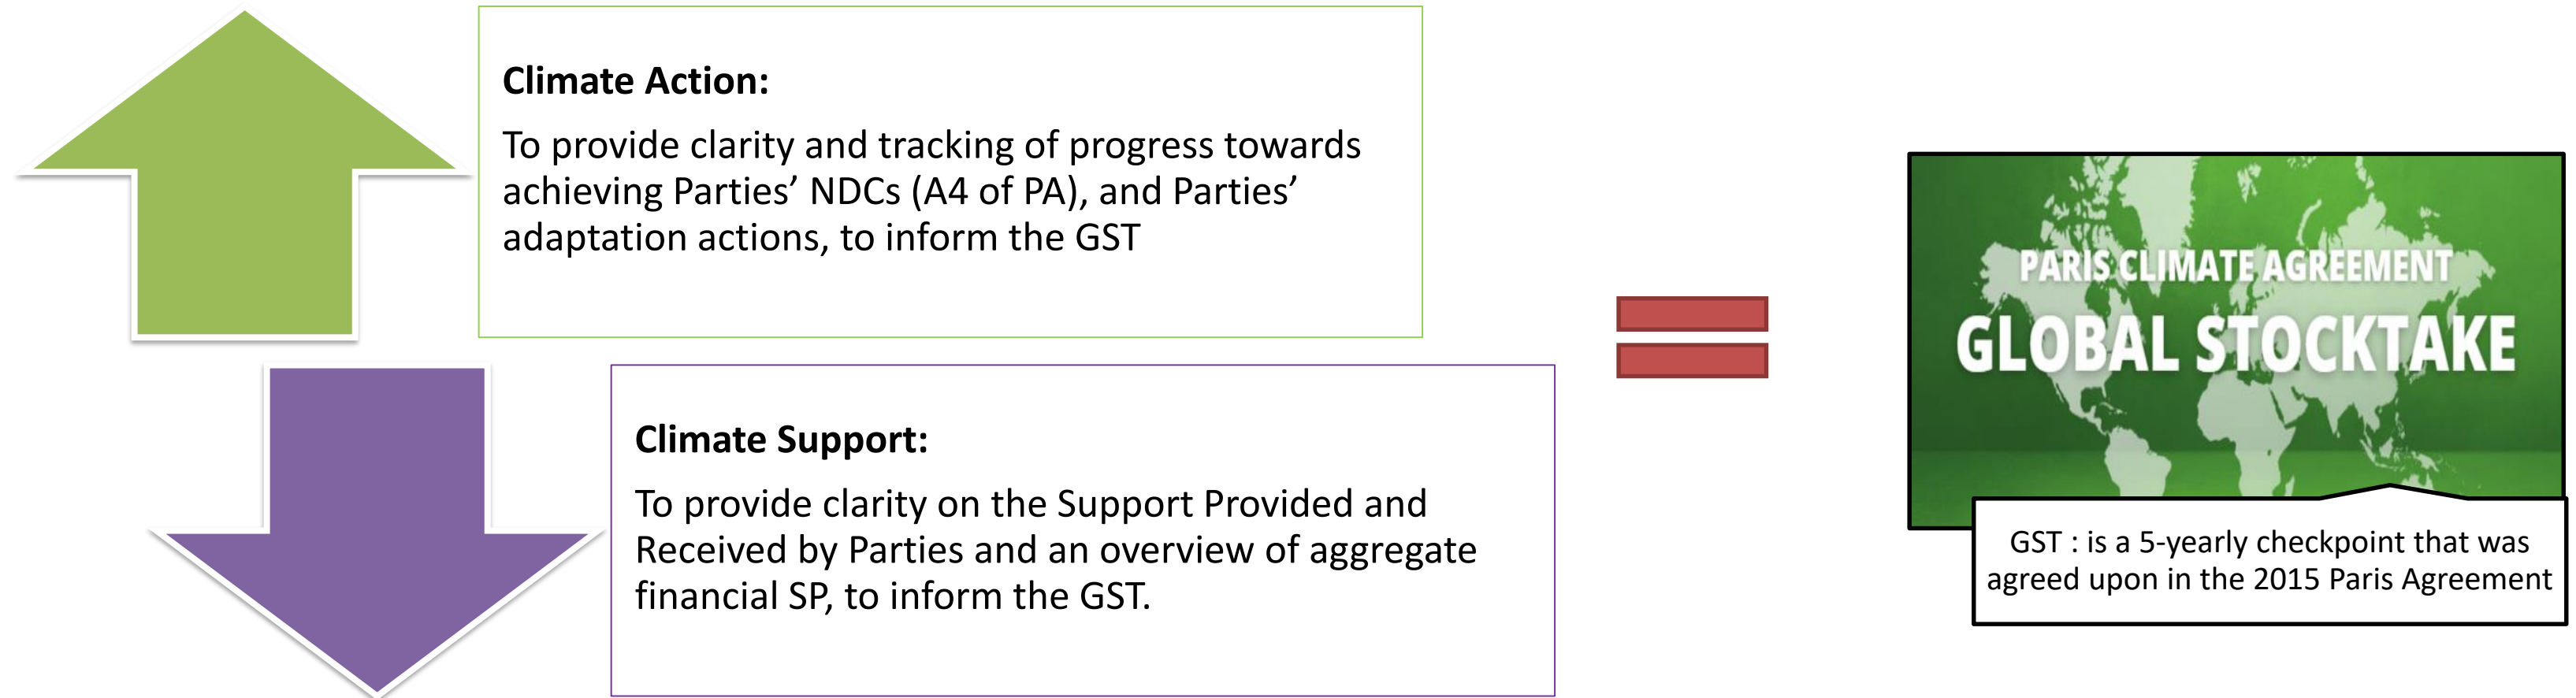 Climate Action:
To provide clarity and tracking of progress towards
achieving Parties’ NDCs (A4 of PA), and Parties’
adaptation actions, to inform the GST
Climate Support:
To provide clarity on the Support Provided and
Received by Parties and an overview of aggregate
financial SP, to inform the GST.
PARIS CLIMATE AGREEMENT
GLOBAL STOCKTAKE
GST : is a 5-yearly checkpoint that was
agreed upon in the 2015 Paris Agreement